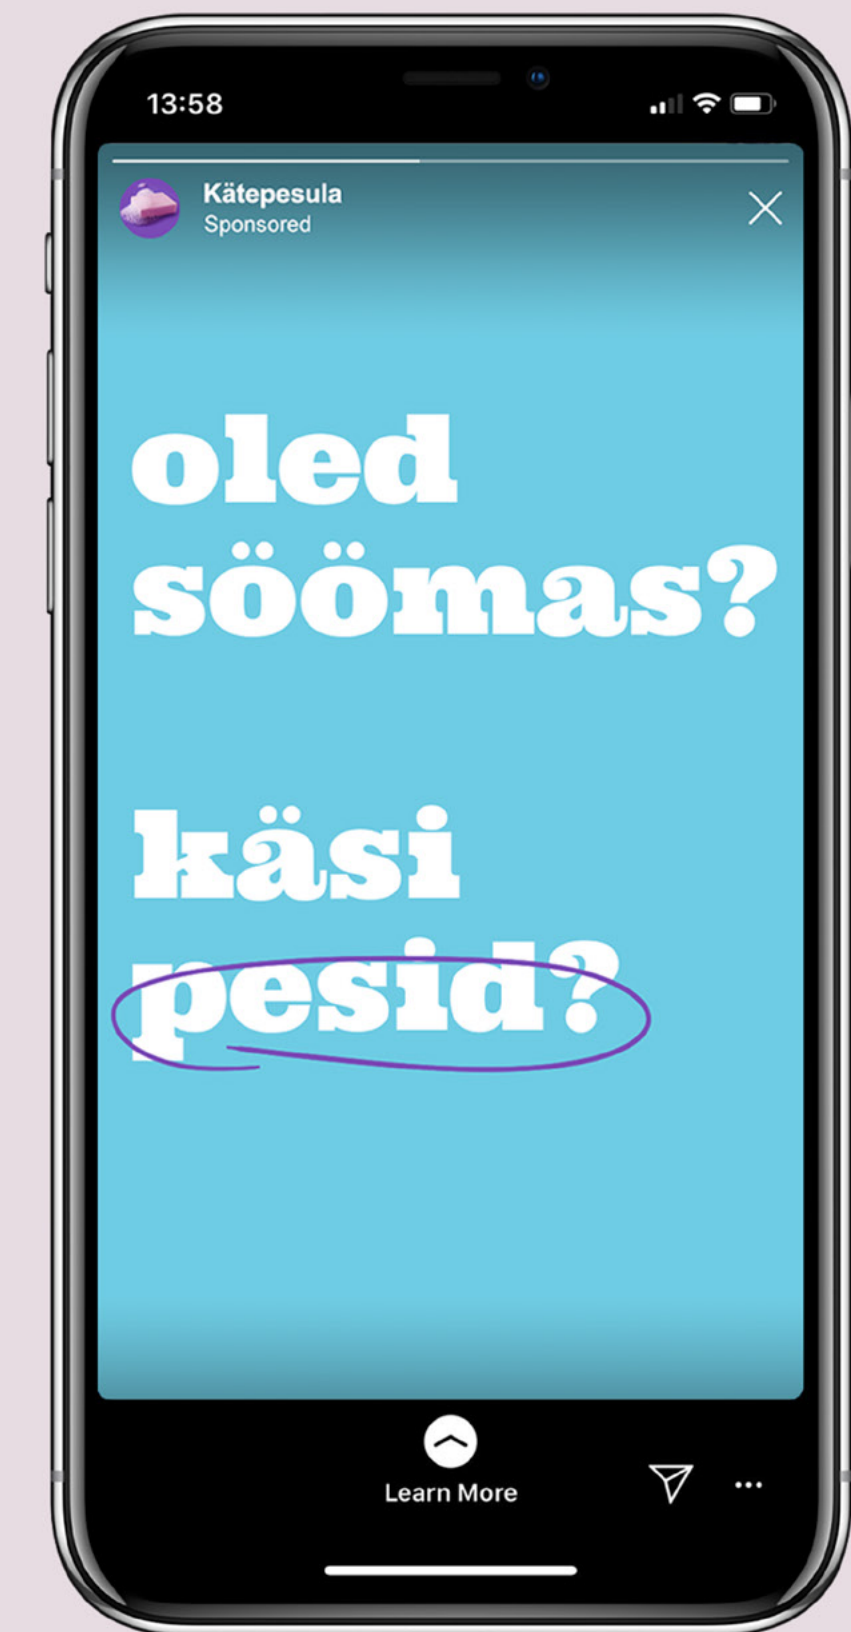 13:58
Kätepesula
Sponsored
oled
söömas?
käsi
pesid?
Learn More